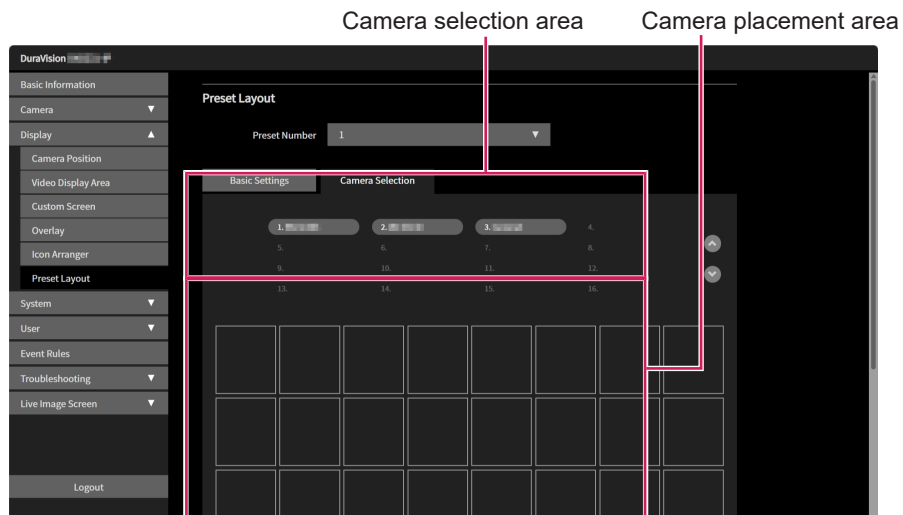 Camera selection area Camera placement area
DuraVision
Basic Information
Camera ▼
Display ▲
Camera Position
Video Display Area
Custom Screen
Overlay
Icon Arranger
Preset Layout
System ▼
User ▼
Event Rules
Troubleshooting ▼
Live Image Screen ▼
Logout
Preset Layout
Preset Number 1 ▼
Basic Settings Camera Selection
1. 2. 3. 4.
5. 6. 7. 8.
9. 10. 11. 12.
13. 14. 15. 16.